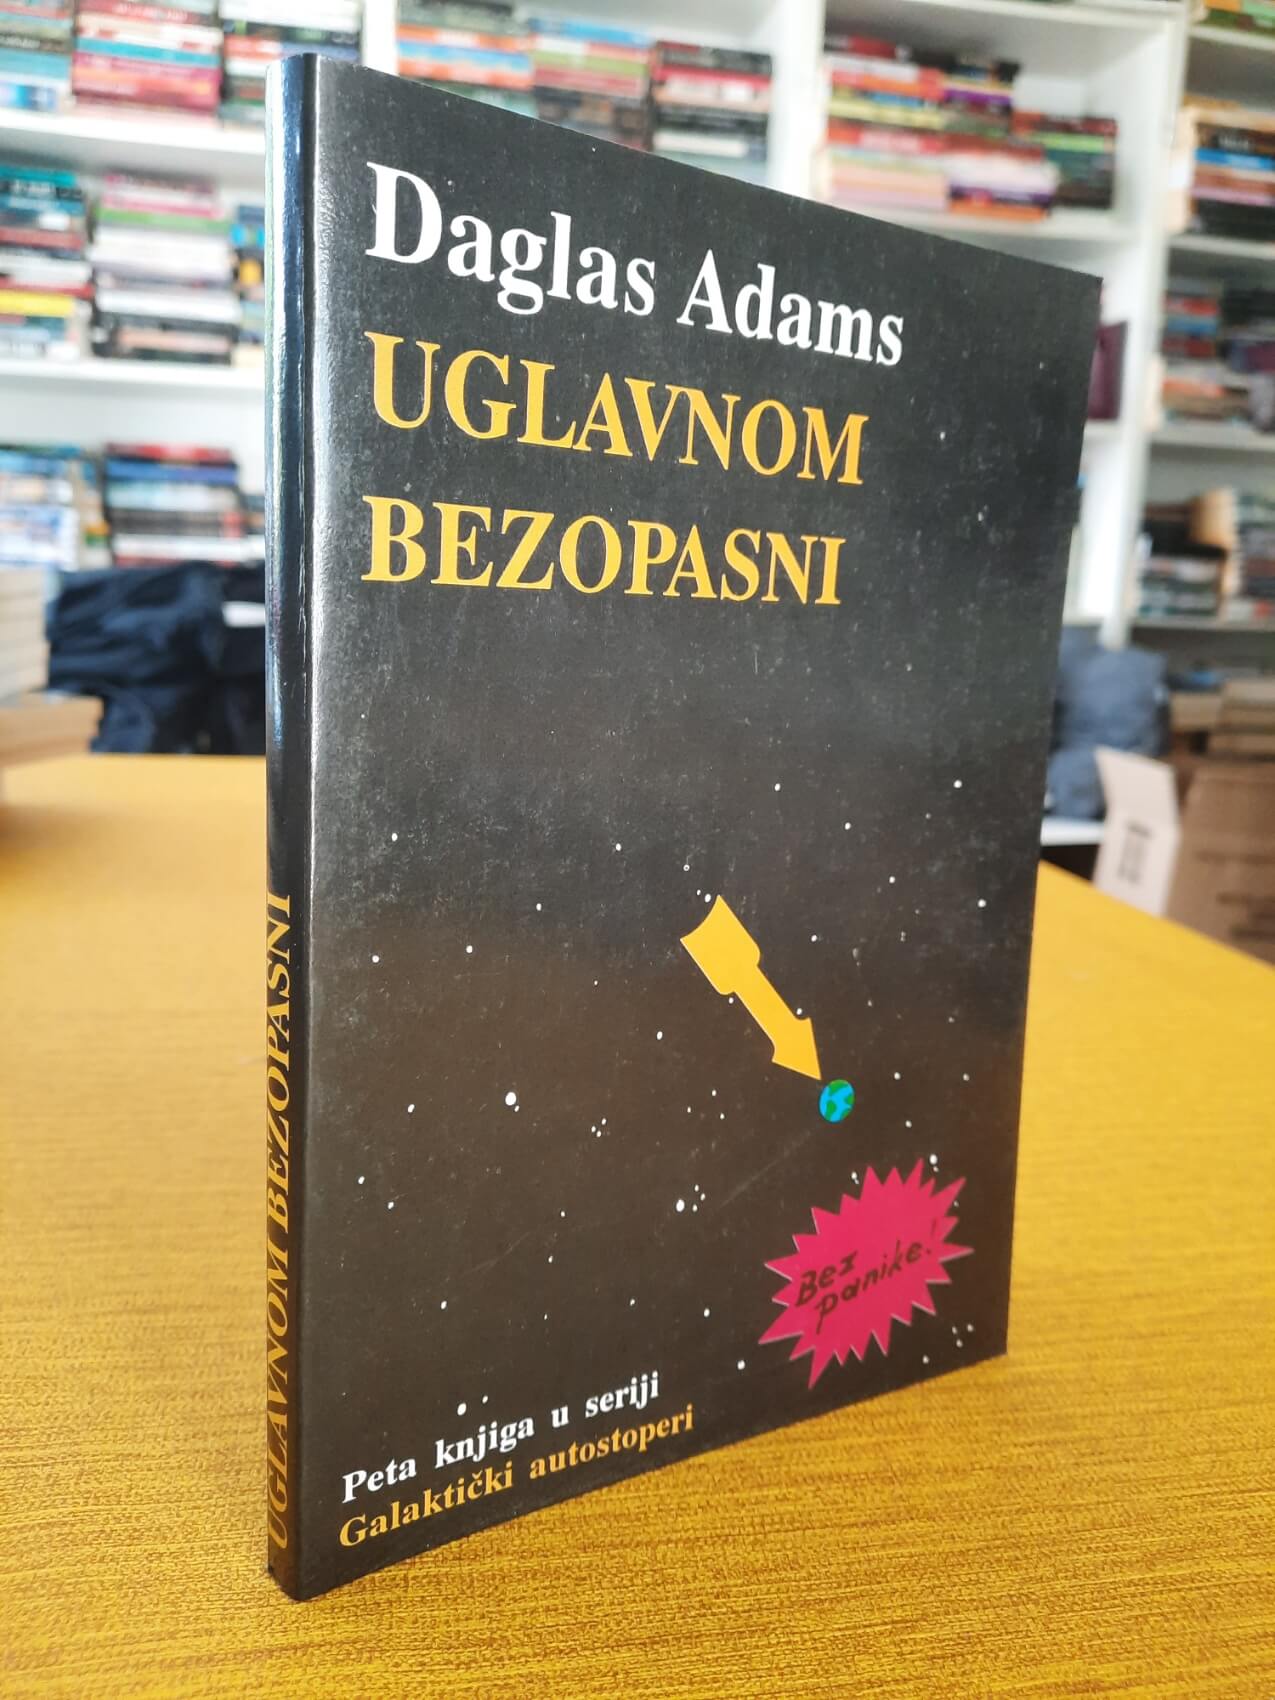 Daglas Adams
UGLAVNOM
BEZOPASNI
Bez
panike!
Peta knjiga u seriji
Galaktički autostoperi
UGLAVNOM BEZOPASNI